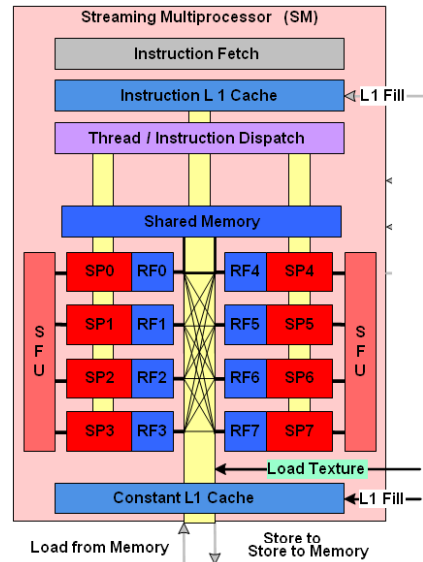 Streaming Multiprocessor (SM)
Instruction Fetch
Instruction L 1 Cache
L1 Fill
Thread / Instruction Dispatch
Shared Memory
SFU
SP0 RF0 RF4 SP4
SP1 RF1 RF5 SP5
SP2 RF2 RF6 SP6
SP3 RF3 RF7 SP7
SFU
Load Texture
Constant L1 Cache
L1 Fill
Load from Memory
Store to
Store to Memory